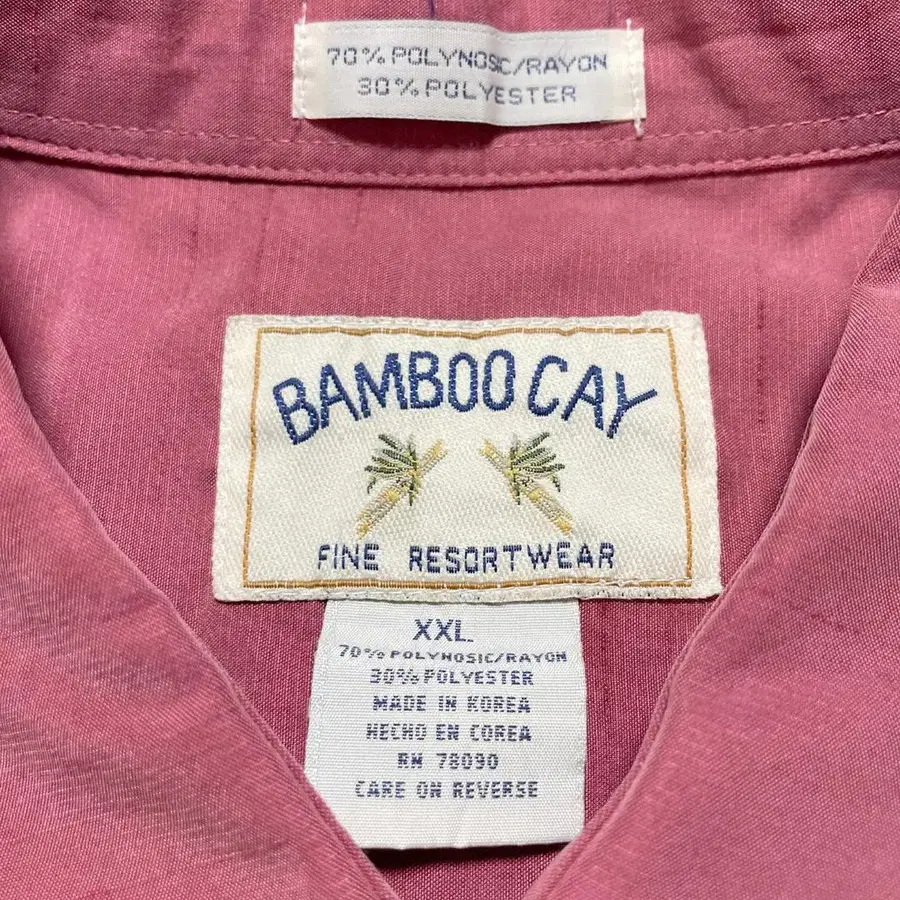 70% POLYNOSIC/RAYON
30% POLYESTER
BAMBOO CAY
FINE RESORTWEAR
XXL
70% POLYNOSIC/RAYON
30% POLYESTER
MADE IN KOREA
HECHO EN COREA
RN 78090
CARE ON REVERSE